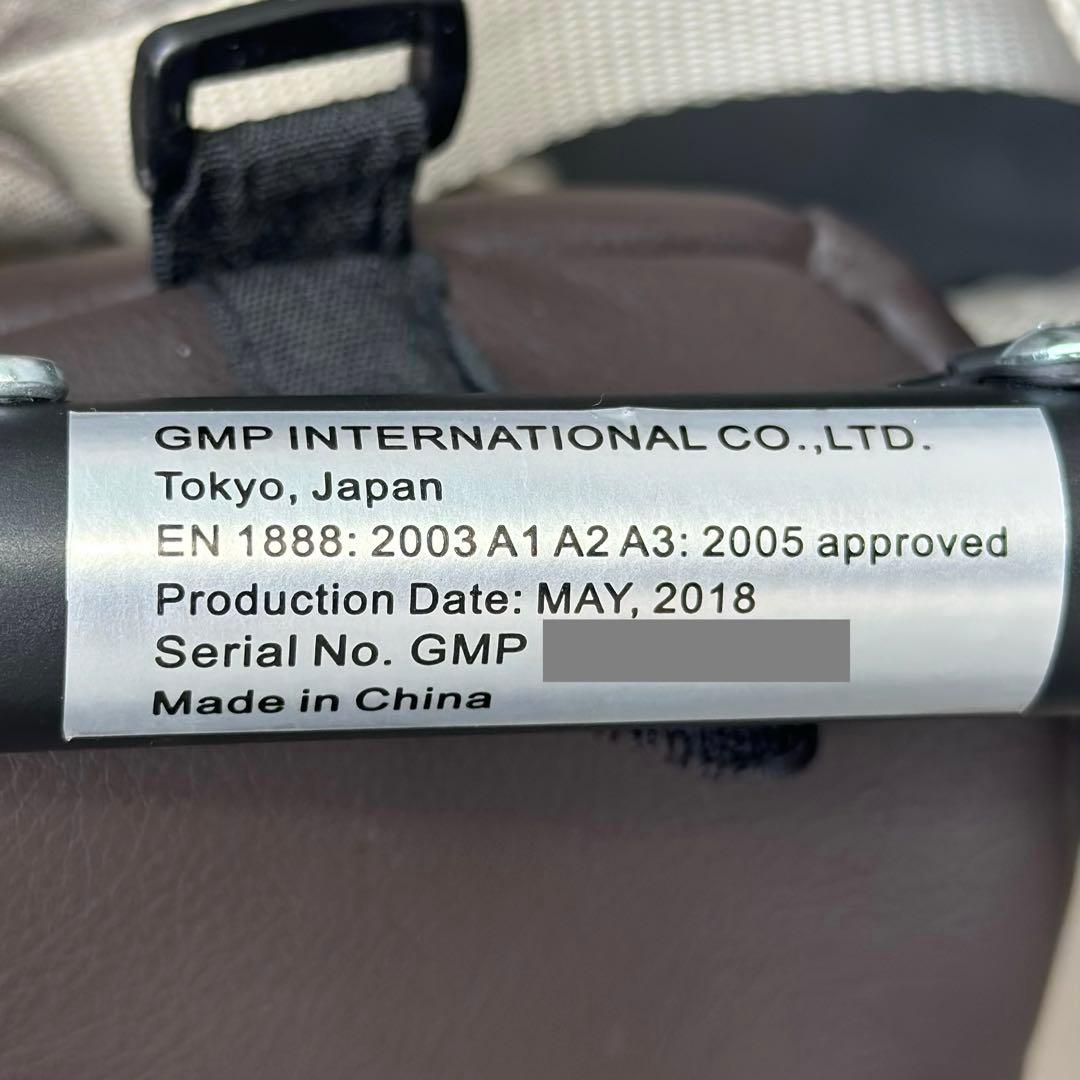 GMP INTERNATIONAL CO.,LTD.
Tokyo, Japan
EN 1888: 2003 A1 A2 A3: 2005 approved
Production Date: MAY, 2018
Serial No. GMP
Made in China